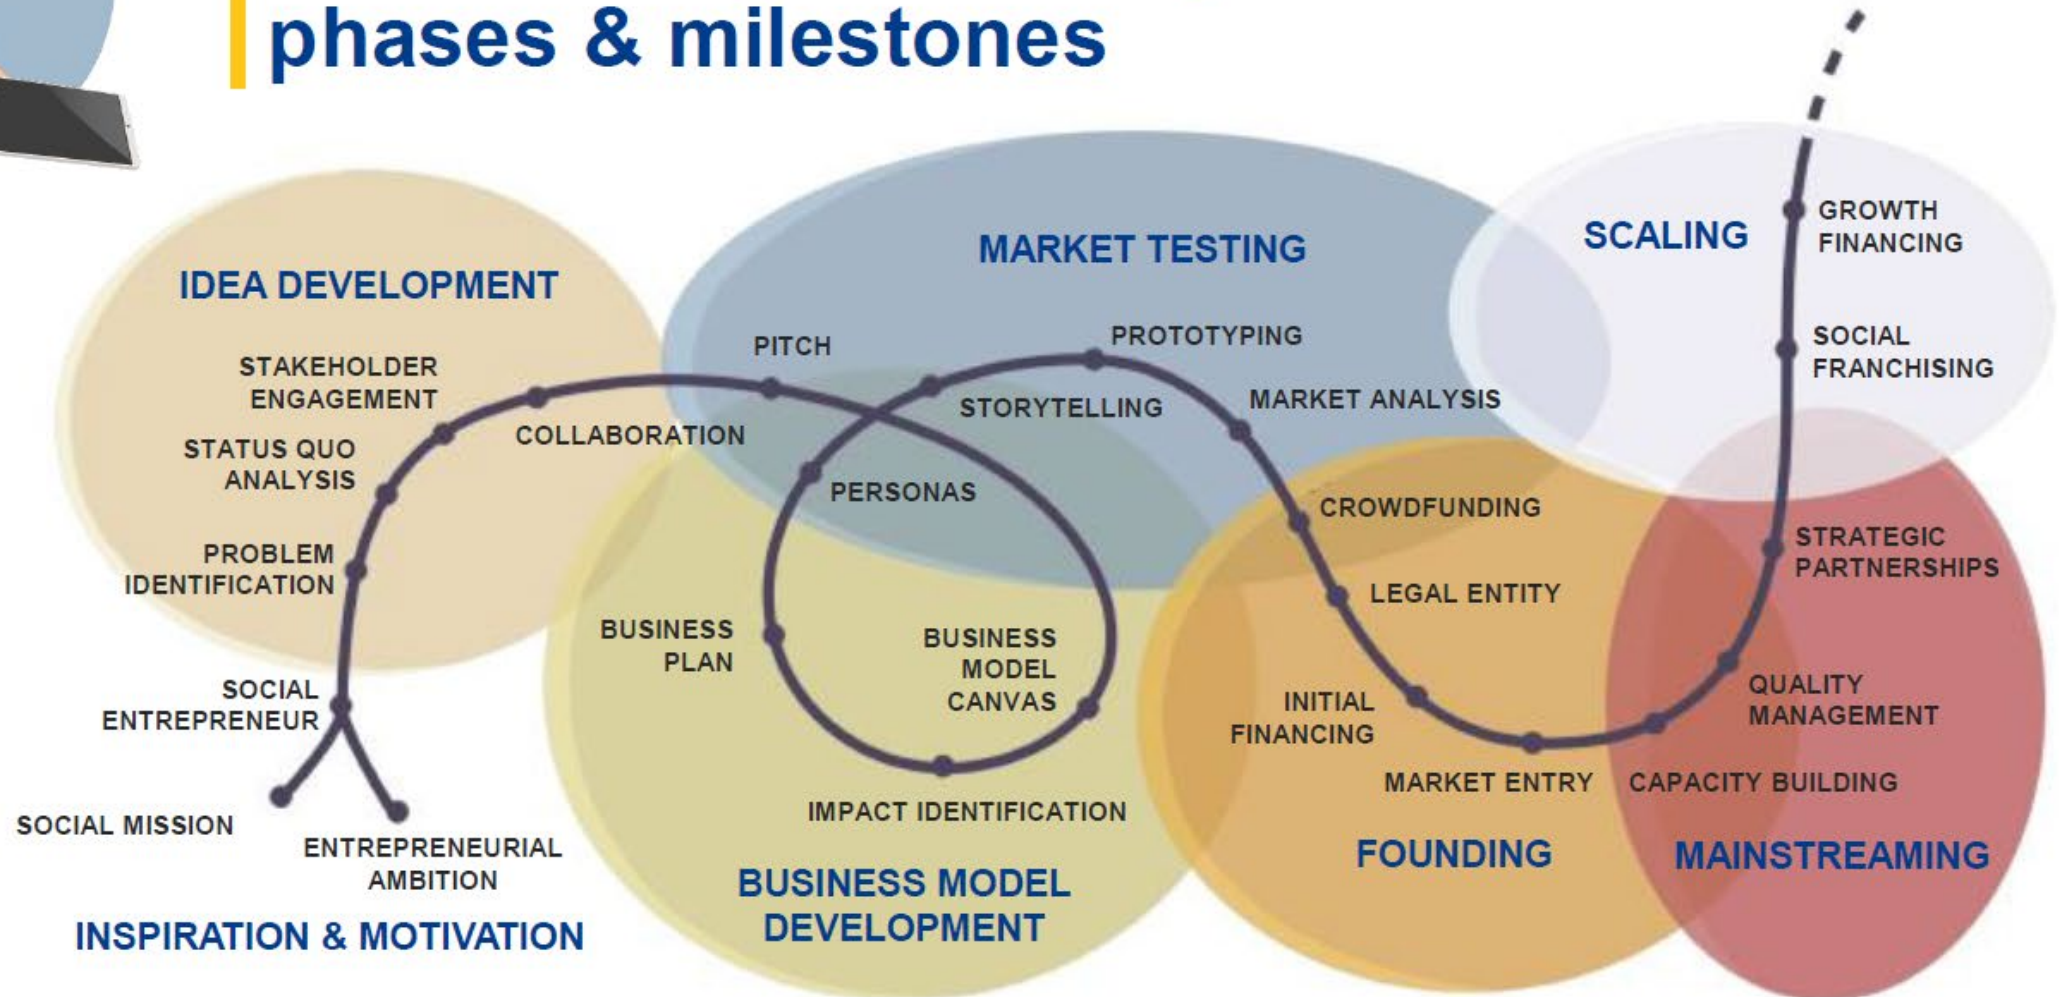 phases & milestones
IDEA DEVELOPMENT
STAKEHOLDER
ENGAGEMENT
STATUS QUO
ANALYSIS
COLLABORATION
PROBLEM
IDENTIFICATION
SOCIAL
ENTREPRENEUR
SOCIAL MISSION
ENTREPRENEURIAL
AMBITION
INSPIRATION & MOTIVATION
MARKET TESTING
PITCH
PROTOTYPING
STORYTELLING
MARKET ANALYSIS
PERSONAS
BUSINESS
PLAN
BUSINESS
MODEL
CANVAS
IMPACT IDENTIFICATION
BUSINESS MODEL
DEVELOPMENT
CROWDFUNDING
LEGAL ENTITY
INITIAL
FINANCING
MARKET ENTRY
FOUNDING
SCALING
GROWTH
FINANCING
SOCIAL
FRANCHISING
STRATEGIC
PARTNERSHIPS
QUALITY
MANAGEMENT
CAPACITY BUILDING
MAINSTREAMING